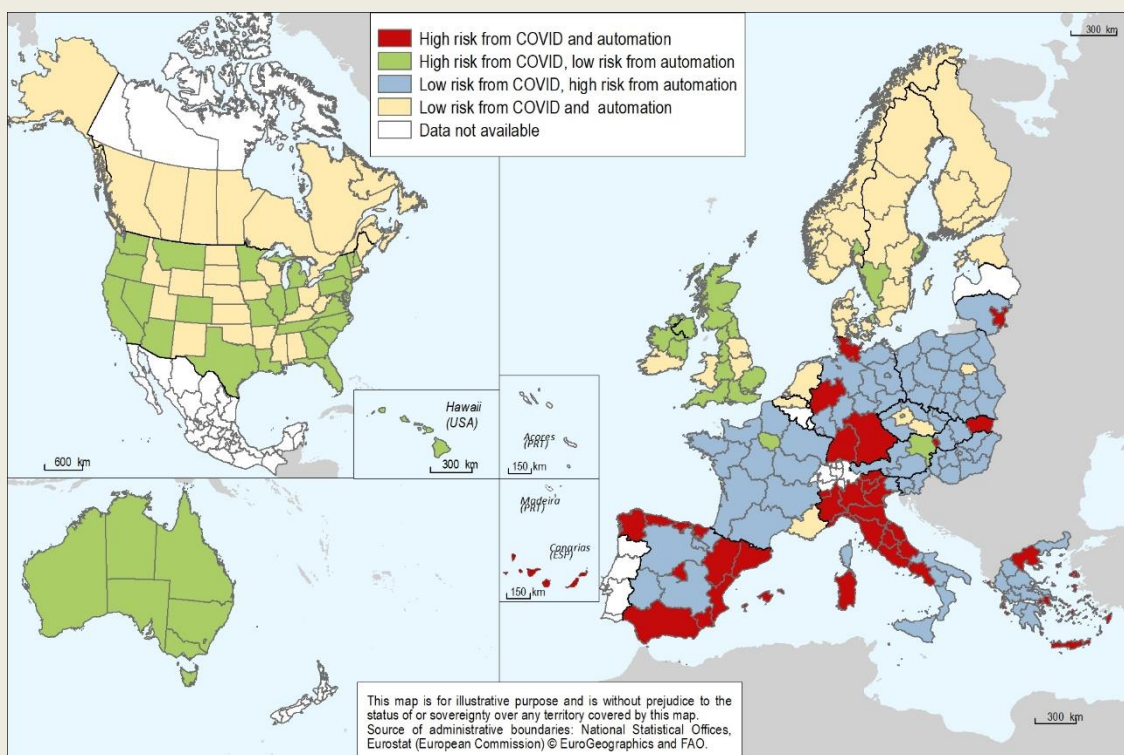 High risk from COVID and automation
High risk from COVID, low risk from automation
Low risk from COVID, high risk from automation
Low risk from COVID and automation
Data not available
300 km
600 km
Hawaii
(USA)
300 km
Açores
(PRT)
150 km
Madeira
(PRT)
Canarias
(ESP)
150 km
300 km
This map is for illustrative purpose and is without prejudice to the
status of or sovereignty over any territory covered by this map.
Source of administrative boundaries: National Statistical Offices,
Eurostat (European Commission) © EuroGeographics and FAO.